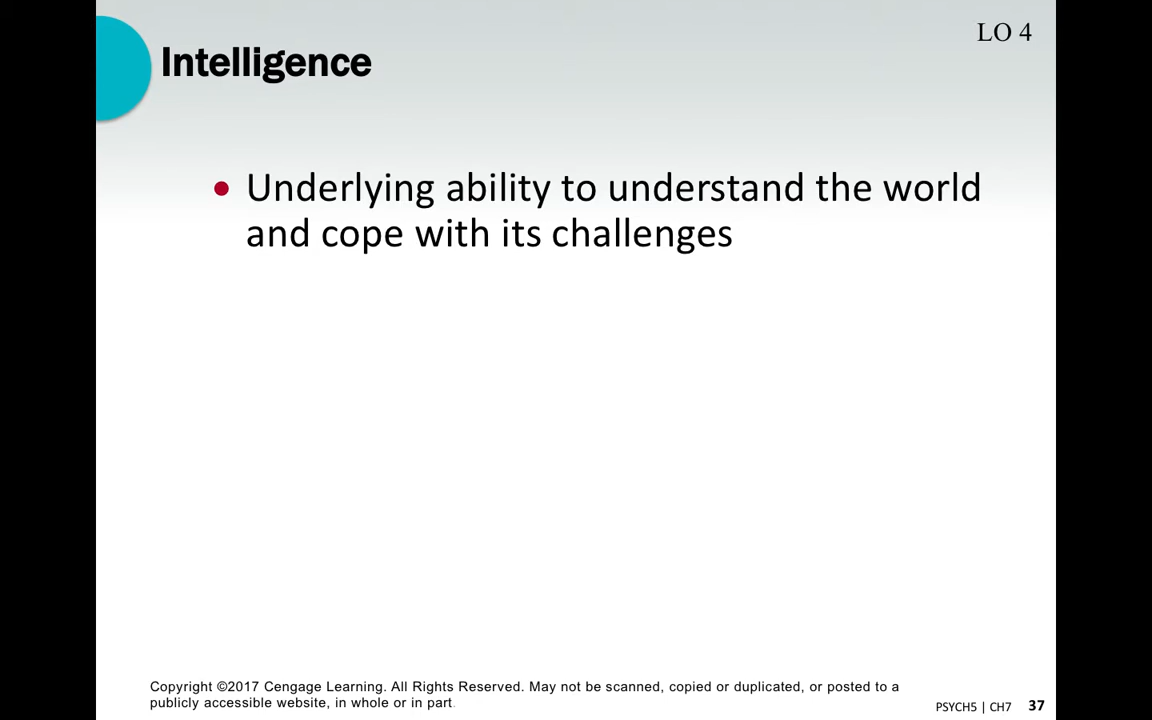 LO 4
Intelligence
• Underlying ability to understand the world
and cope with its challenges
Copyright ©2017 Cengage Learning. All Rights Reserved. May not be scanned, copied or duplicated, or posted to a
publicly accessible website, in whole or in part.
PSYCH5 | CH7 37